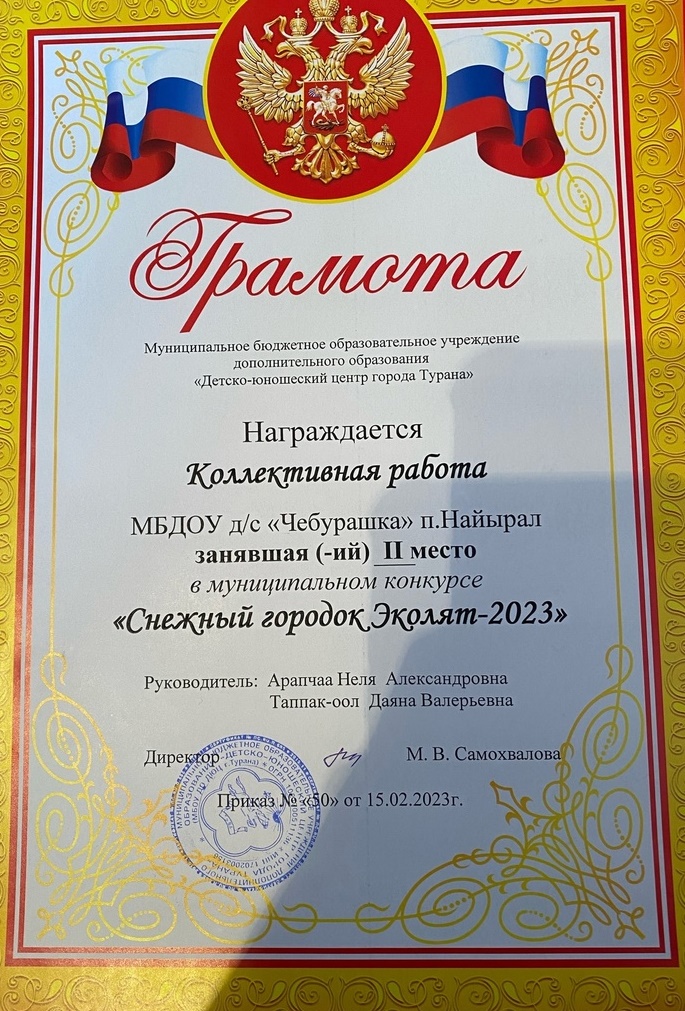 Грамота
Муниципальное бюджетное образовательное учреждение
дополнительного образования
«Детско-юношеский центр города Турана»
Награждается
Коллективная работа
МБДОУ д/с «Чебурашка» п.Найырал
занявшая (-ий) II место
в муниципальном конкурсе
«Снежный городок Эколят-2023»
Руководитель: Арапчаа Неля Александровна
Таппак-оол Даяна Валерьевна
Директор М. В. Самохвалова
Приказ № «50» от 15.02.2023г.